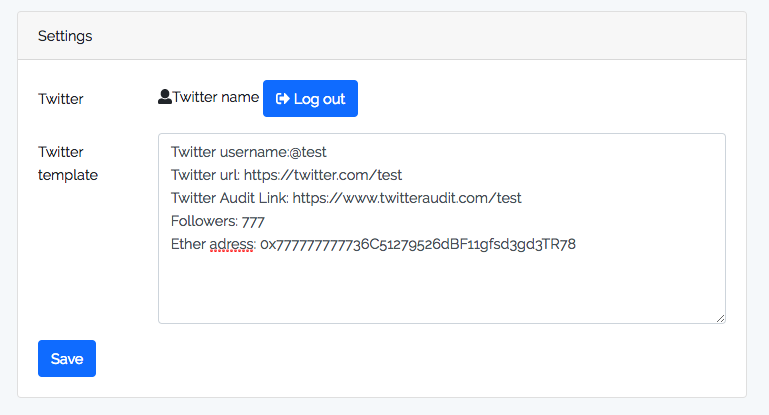 Settings
Twitter
Twitter name
Log out
Twitter
template
Twitter username:@test
Twitter url: https://twitter.com/test
Twitter Audit Link: https://www.twitteraudit.com/test
Followers: 777
Ether adress: 0x777777777736C51279526dBF11gfsd3gd3TR78
Save